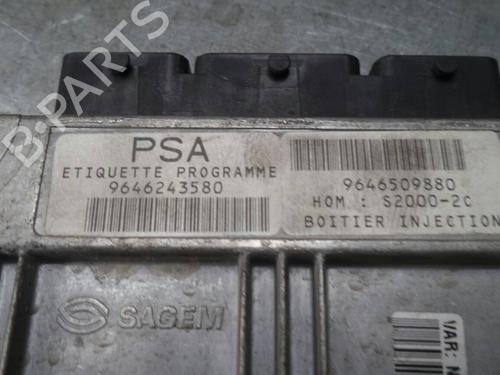 B-PARTS
PSA
ETIQUETTE PROGRAMME
9646243580
9646509880
HOM : S2000-2C
BOITIER INJECTION
SAGEM
VAR: